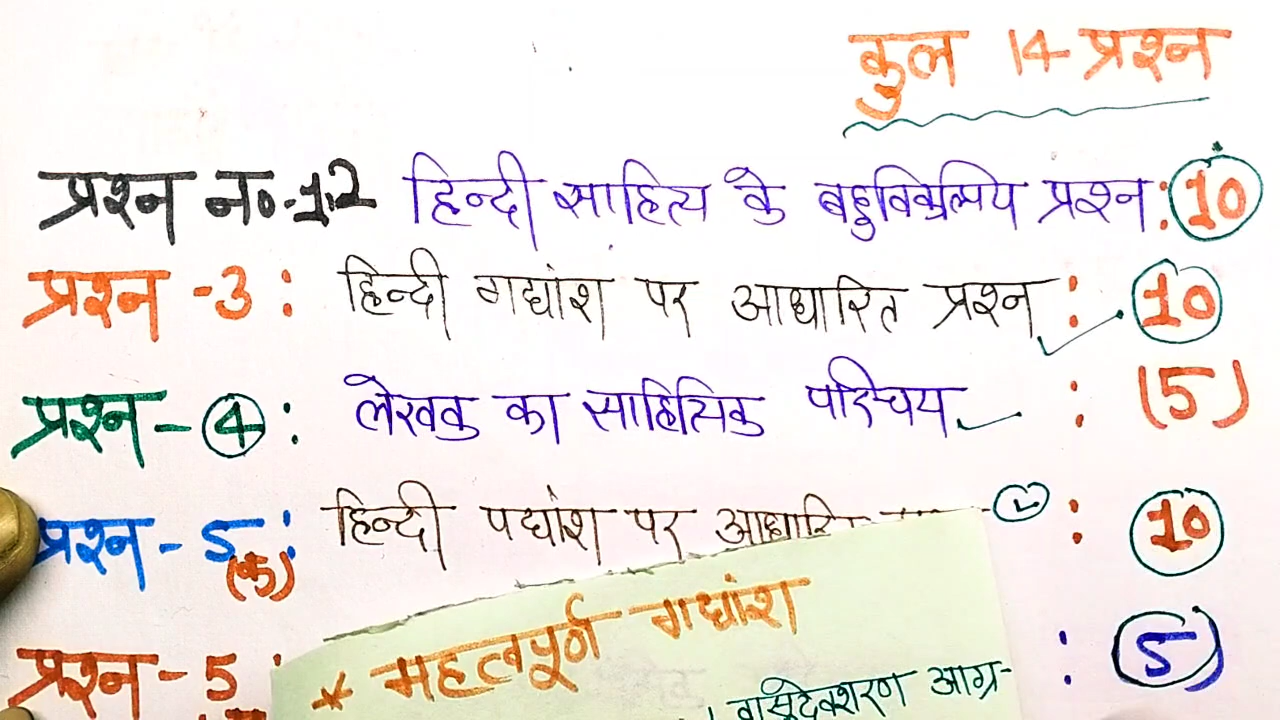 कुल 14 प्रश्न
प्रश्न न०-1,2 हिन्दी साहित्य के बहुविकल्पिय प्रश्न: 10
प्रश्न -3: हिन्दी गद्यांश पर आधारित प्रश्न : 10
प्रश्न-4: लेखक का साहित्यिक परिचय : (5)
प्रश्न - 5 (क): हिन्दी पद्यांश पर : 10
प्रश्न - 5 : 5
* महत्वपूर्ण गद्यांश
वासुदेवशरण आग्र-